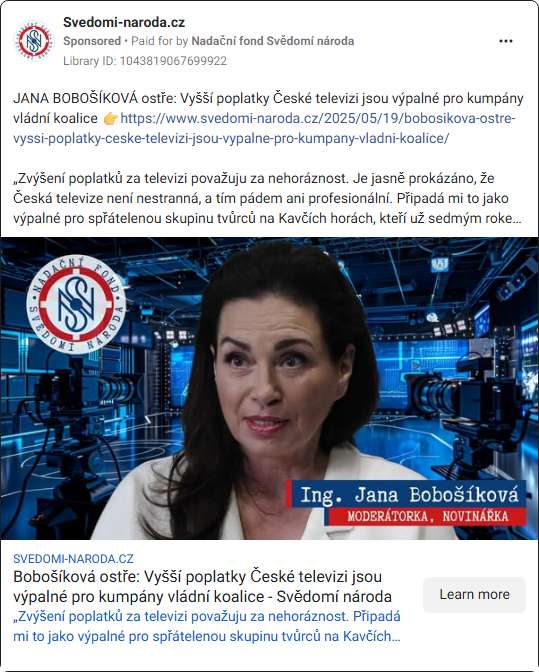 Svedomi-naroda.cz
Sponsored • Paid for by Nadační fond Svědomí národa
Library ID: 1043819067699922
JANA BOBOŠÍKOVÁ ostře: Vyšší poplatky České televizi jsou výpalné pro kumpány
vládní koalice 👉https://www.svedomi-naroda.cz/2025/05/19/bobosikova-ostre-
vyssi-poplatky-ceske-televizi-jsou-vypalne-pro-kumpany-vladni-koalice/
„Zvýšení poplatků za televizi považuju za nehoráznost. Je jasně prokázáno, že
Česká televize není nestranná, a tím pádem ani profesionální. Připadá mi to jako
výpalné pro spřátelenou skupinu tvůrců na Kavčích horách, kteří už sedmým roke...
NADAČNÍ FOND
SVĚDOMÍ NÁRODA
Ing. Jana Bobošíková
MODERÁTORKA, NOVINÁŘKA
SVEDOMI-NARODA.CZ
Bobošíková ostře: Vyšší poplatky České televizi jsou
výpalné pro kumpány vládní koalice - Svědomí národa
Learn more
„Zvýšení poplatků za televizi považuju za nehoráznost. Připadá
mi to jako výpalné pro spřátelenou skupinu tvůrců na Kavčích...